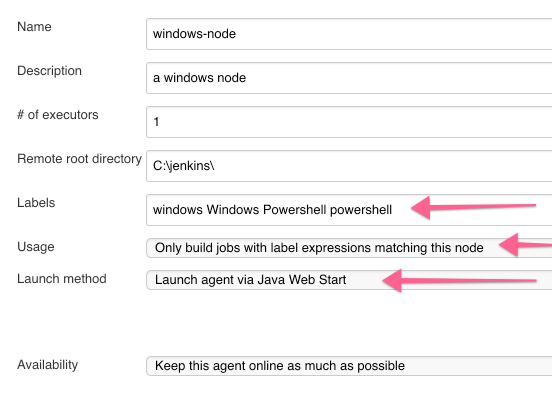 Name
windows-node
Description
a windows node
# of executors
1
Remote root directory
C:\jenkins\
Labels
windows Windows Powershell powershell
Usage
Only build jobs with label expressions matching this node
Launch method
Launch agent via Java Web Start
Availability
Keep this agent online as much as possible